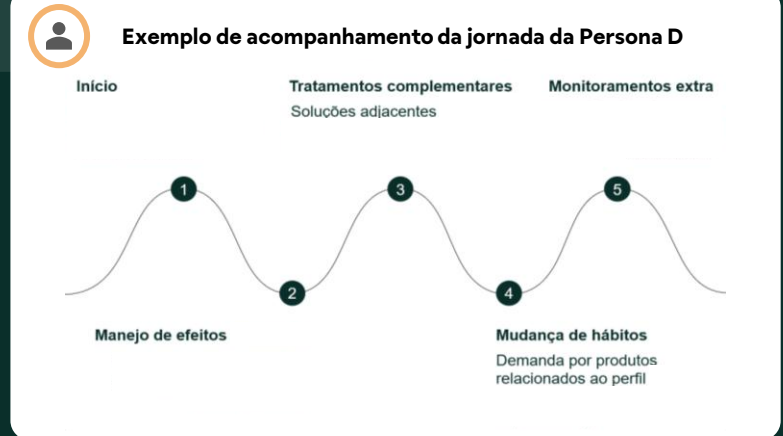 Exemplo de acompanhamento da jornada da Persona D
Início
Tratamentos complementares
Soluções adjacentes
Monitoramentos extra
1
3
5
2
4
Manejo de efeitos
Mudança de hábitos
Demanda por produtos
relacionados ao perfil